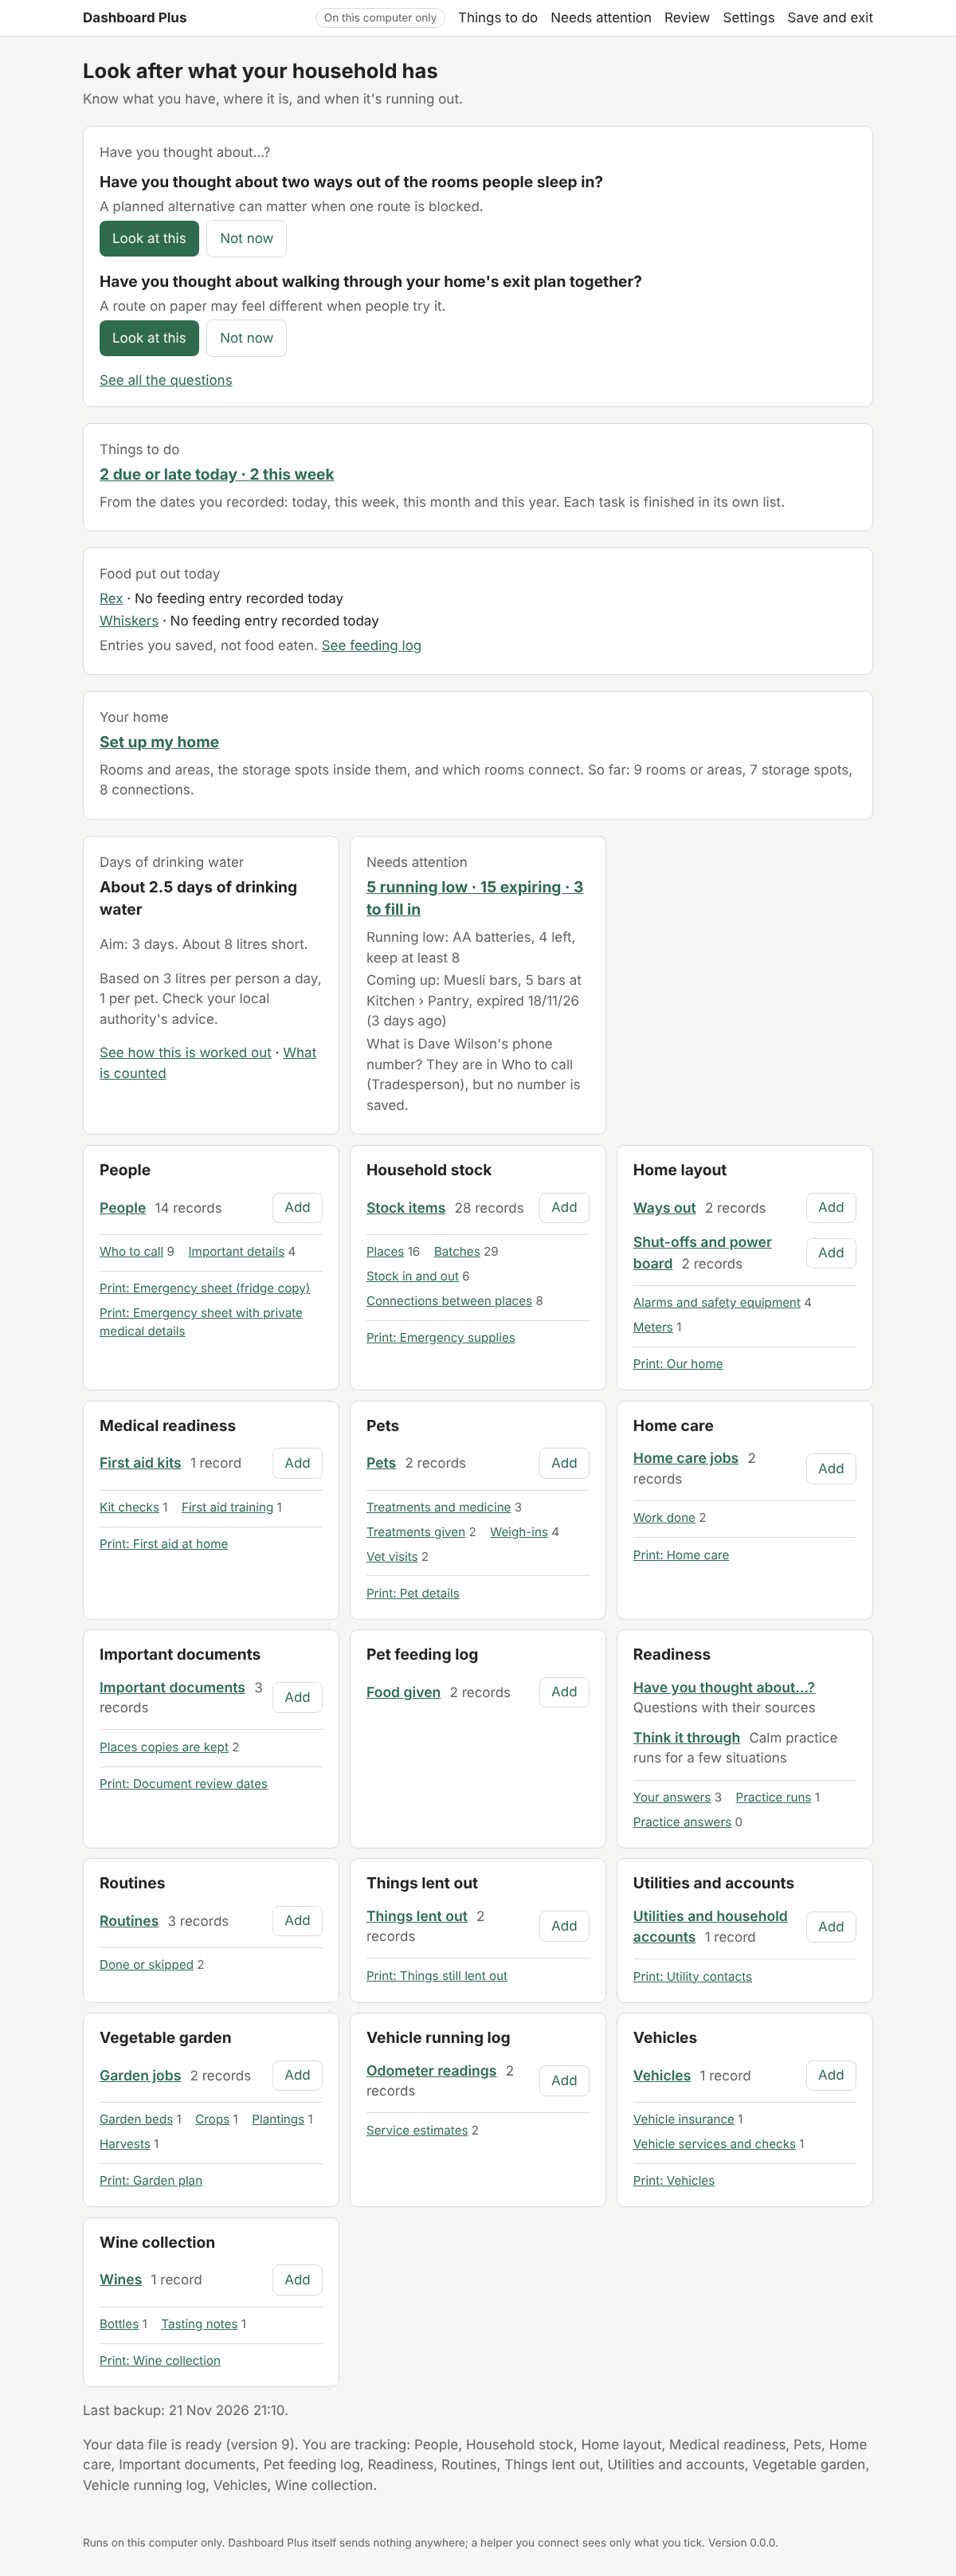 Dashboard Plus
On this computer only
Things to do
Needs attention
Review
Settings
Save and exit
Look after what your household has
Know what you have, where it is, and when it's running out.
Have you thought about...?
Have you thought about two ways out of the rooms people sleep in?
A planned alternative can matter when one route is blocked.
Look at this
Not now
Have you thought about walking through your home's exit plan together?
A route on paper may feel different when people try it.
Look at this
Not now
See all the questions
Things to do
2 due or late today · 2 this week
From the dates you recorded: today, this week, this month and this year. Each task is finished in its own list.
Food put out today
Rex · No feeding entry recorded today
Whiskers · No feeding entry recorded today
Entries you saved, not food eaten. See feeding log
Your home
Set up my home
Rooms and areas, the storage spots inside them, and which rooms connect. So far: 9 rooms or areas, 7 storage spots,
8 connections.
Days of drinking water
About 2.5 days of drinking
water
Aim: 3 days. About 8 litres short.
Based on 3 litres per person a day,
1 per pet. Check your local
authority's advice.
See how this is worked out · What
is counted
Needs attention
5 running low · 15 expiring · 3
to fill in
Running low: AA batteries, 4 left,
keep at least 8
Coming up: Muesli bars, 5 bars at
Kitchen › Pantry, expired 18/11/26
(3 days ago)
What is Dave Wilson's phone
number? They are in Who to call
(Tradesperson), but no number is
saved.
People
People 14 records
Add
Who to call 9 Important details 4
Print: Emergency sheet (fridge copy)
Print: Emergency sheet with private
medical details
Household stock
Stock items 28 records
Add
Places 16 Batches 29
Stock in and out 6
Connections between places 8
Print: Emergency supplies
Home layout
Ways out 2 records
Add
Shut-offs and power
board 2 records
Add
Alarms and safety equipment 4
Meters 1
Print: Our home
Medical readiness
First aid kits 1 record
Add
Kit checks 1 First aid training 1
Print: First aid at home
Pets
Pets 2 records
Add
Treatments and medicine 3
Treatments given 2 Weigh-ins 4
Vet visits 2
Print: Pet details
Home care
Home care jobs 2
records
Add
Work done 2
Print: Home care
Important documents
Important documents 3
records
Add
Places copies are kept 2
Print: Document review dates
Pet feeding log
Food given 2 records
Add
Readiness
Have you thought about...?
Questions with their sources
Think it through Calm practice
runs for a few situations
Your answers 3 Practice runs 1
Practice answers 0
Routines
Routines 3 records
Add
Done or skipped 2
Things lent out
Things lent out 2
records
Add
Print: Things still lent out
Utilities and accounts
Utilities and household
accounts 1 record
Add
Print: Utility contacts
Vegetable garden
Garden jobs 2 records
Add
Garden beds 1 Crops 1 Plantings 1
Harvests 1
Print: Garden plan
Vehicle running log
Odometer readings 2
records
Add
Service estimates 2
Vehicles
Vehicles 1 record
Add
Vehicle insurance 1
Vehicle services and checks 1
Print: Vehicles
Wine collection
Wines 1 record
Add
Bottles 1 Tasting notes 1
Print: Wine collection
Last backup: 21 Nov 2026 21:10.
Your data file is ready (version 9). You are tracking: People, Household stock, Home layout, Medical readiness, Pets, Home
care, Important documents, Pet feeding log, Readiness, Routines, Things lent out, Utilities and accounts, Vegetable garden,
Vehicle running log, Vehicles, Wine collection.
Runs on this computer only. Dashboard Plus itself sends nothing anywhere; a helper you connect sees only what you tick. Version 0.0.0.